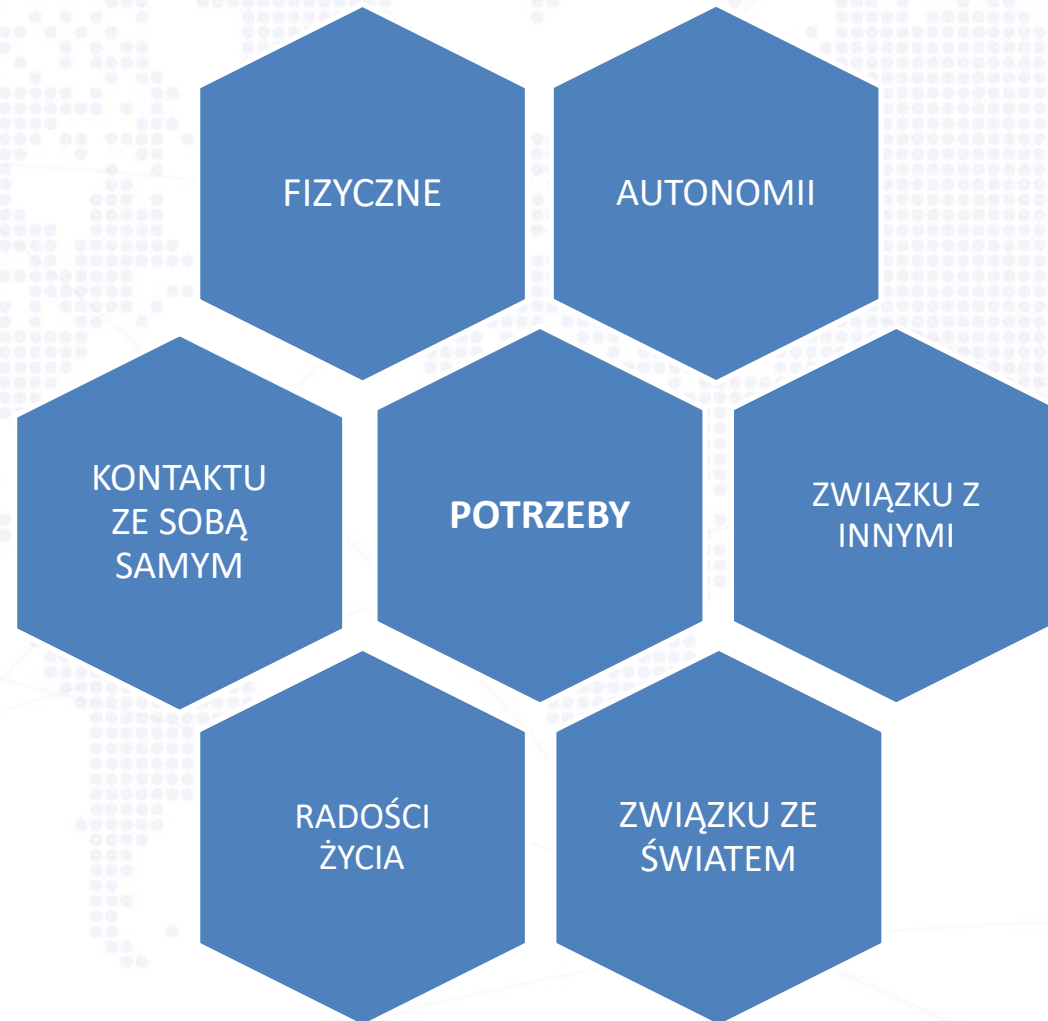 FIZYCZNE
AUTONOMII
KONTAKTU
ZE SOBĄ
SAMYM
POTRZEBY
ZWIĄZKU Z
INNYMI
RADOŚCI
ŻYCIA
ZWIĄZKU ZE
ŚWIATEM